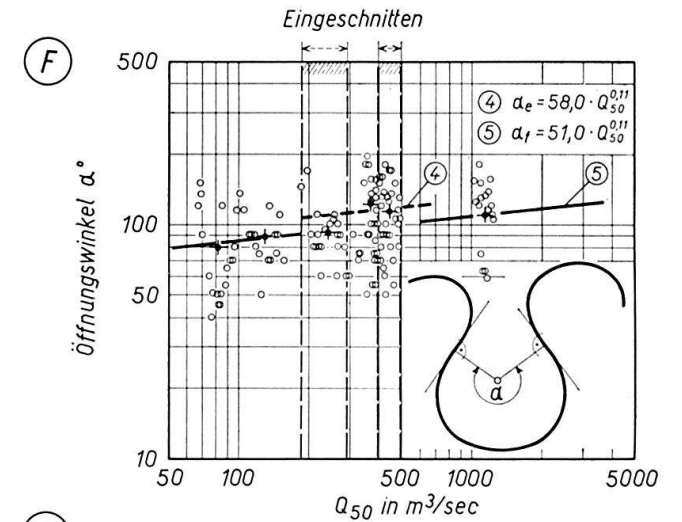 Eingeschnitten
F
④ αe = 58,0 · Q50^0,11
⑤ αf = 51,0 · Q50^0,11
④
⑤
Öffnungswinkel α°
500
100
50
10
α
50
100
500
1000
5000
Q50 in m³/sec